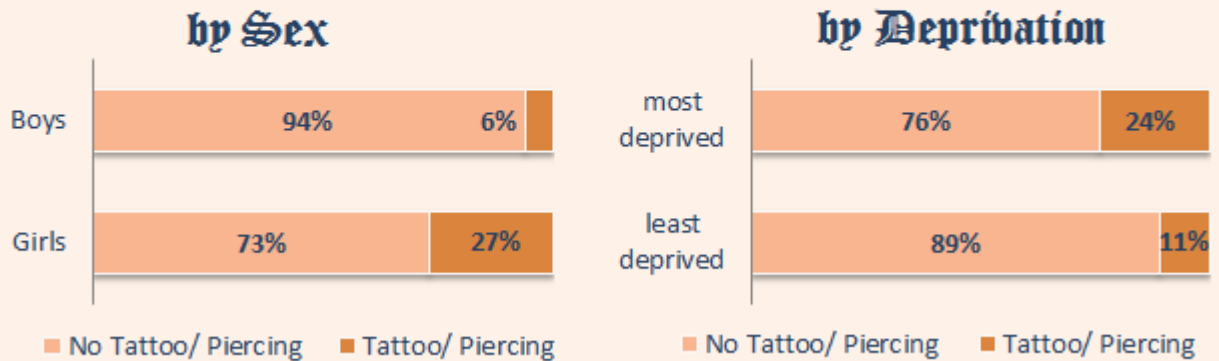 by Sex
Boys
94%
6%
Girls
73%
27%
No Tattoo/ Piercing
Tattoo/ Piercing
by Deprivation
most
deprived
76%
24%
least
deprived
89%
11%
No Tattoo/ Piercing
Tattoo/ Piercing